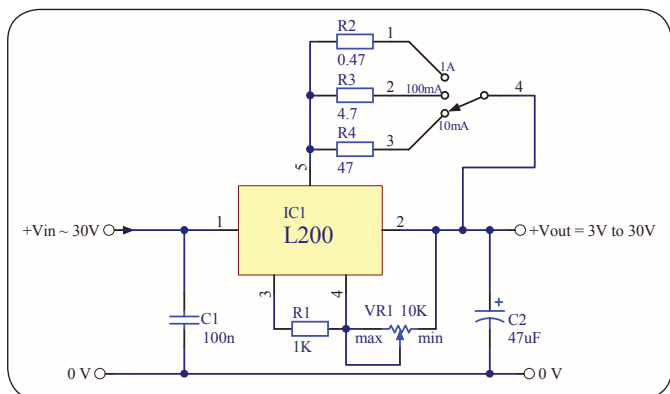 R2
1
0.47
1A
R3
2
100mA
4
4.7
R4
3
10mA
47
5
+Vin ~ 30V
1
IC1
L200
2
+Vout = 3V to 30V
3
4
R1
1K
VR1 10K
max
min
C1
100n
+
C2
47uF
0 V
0 V